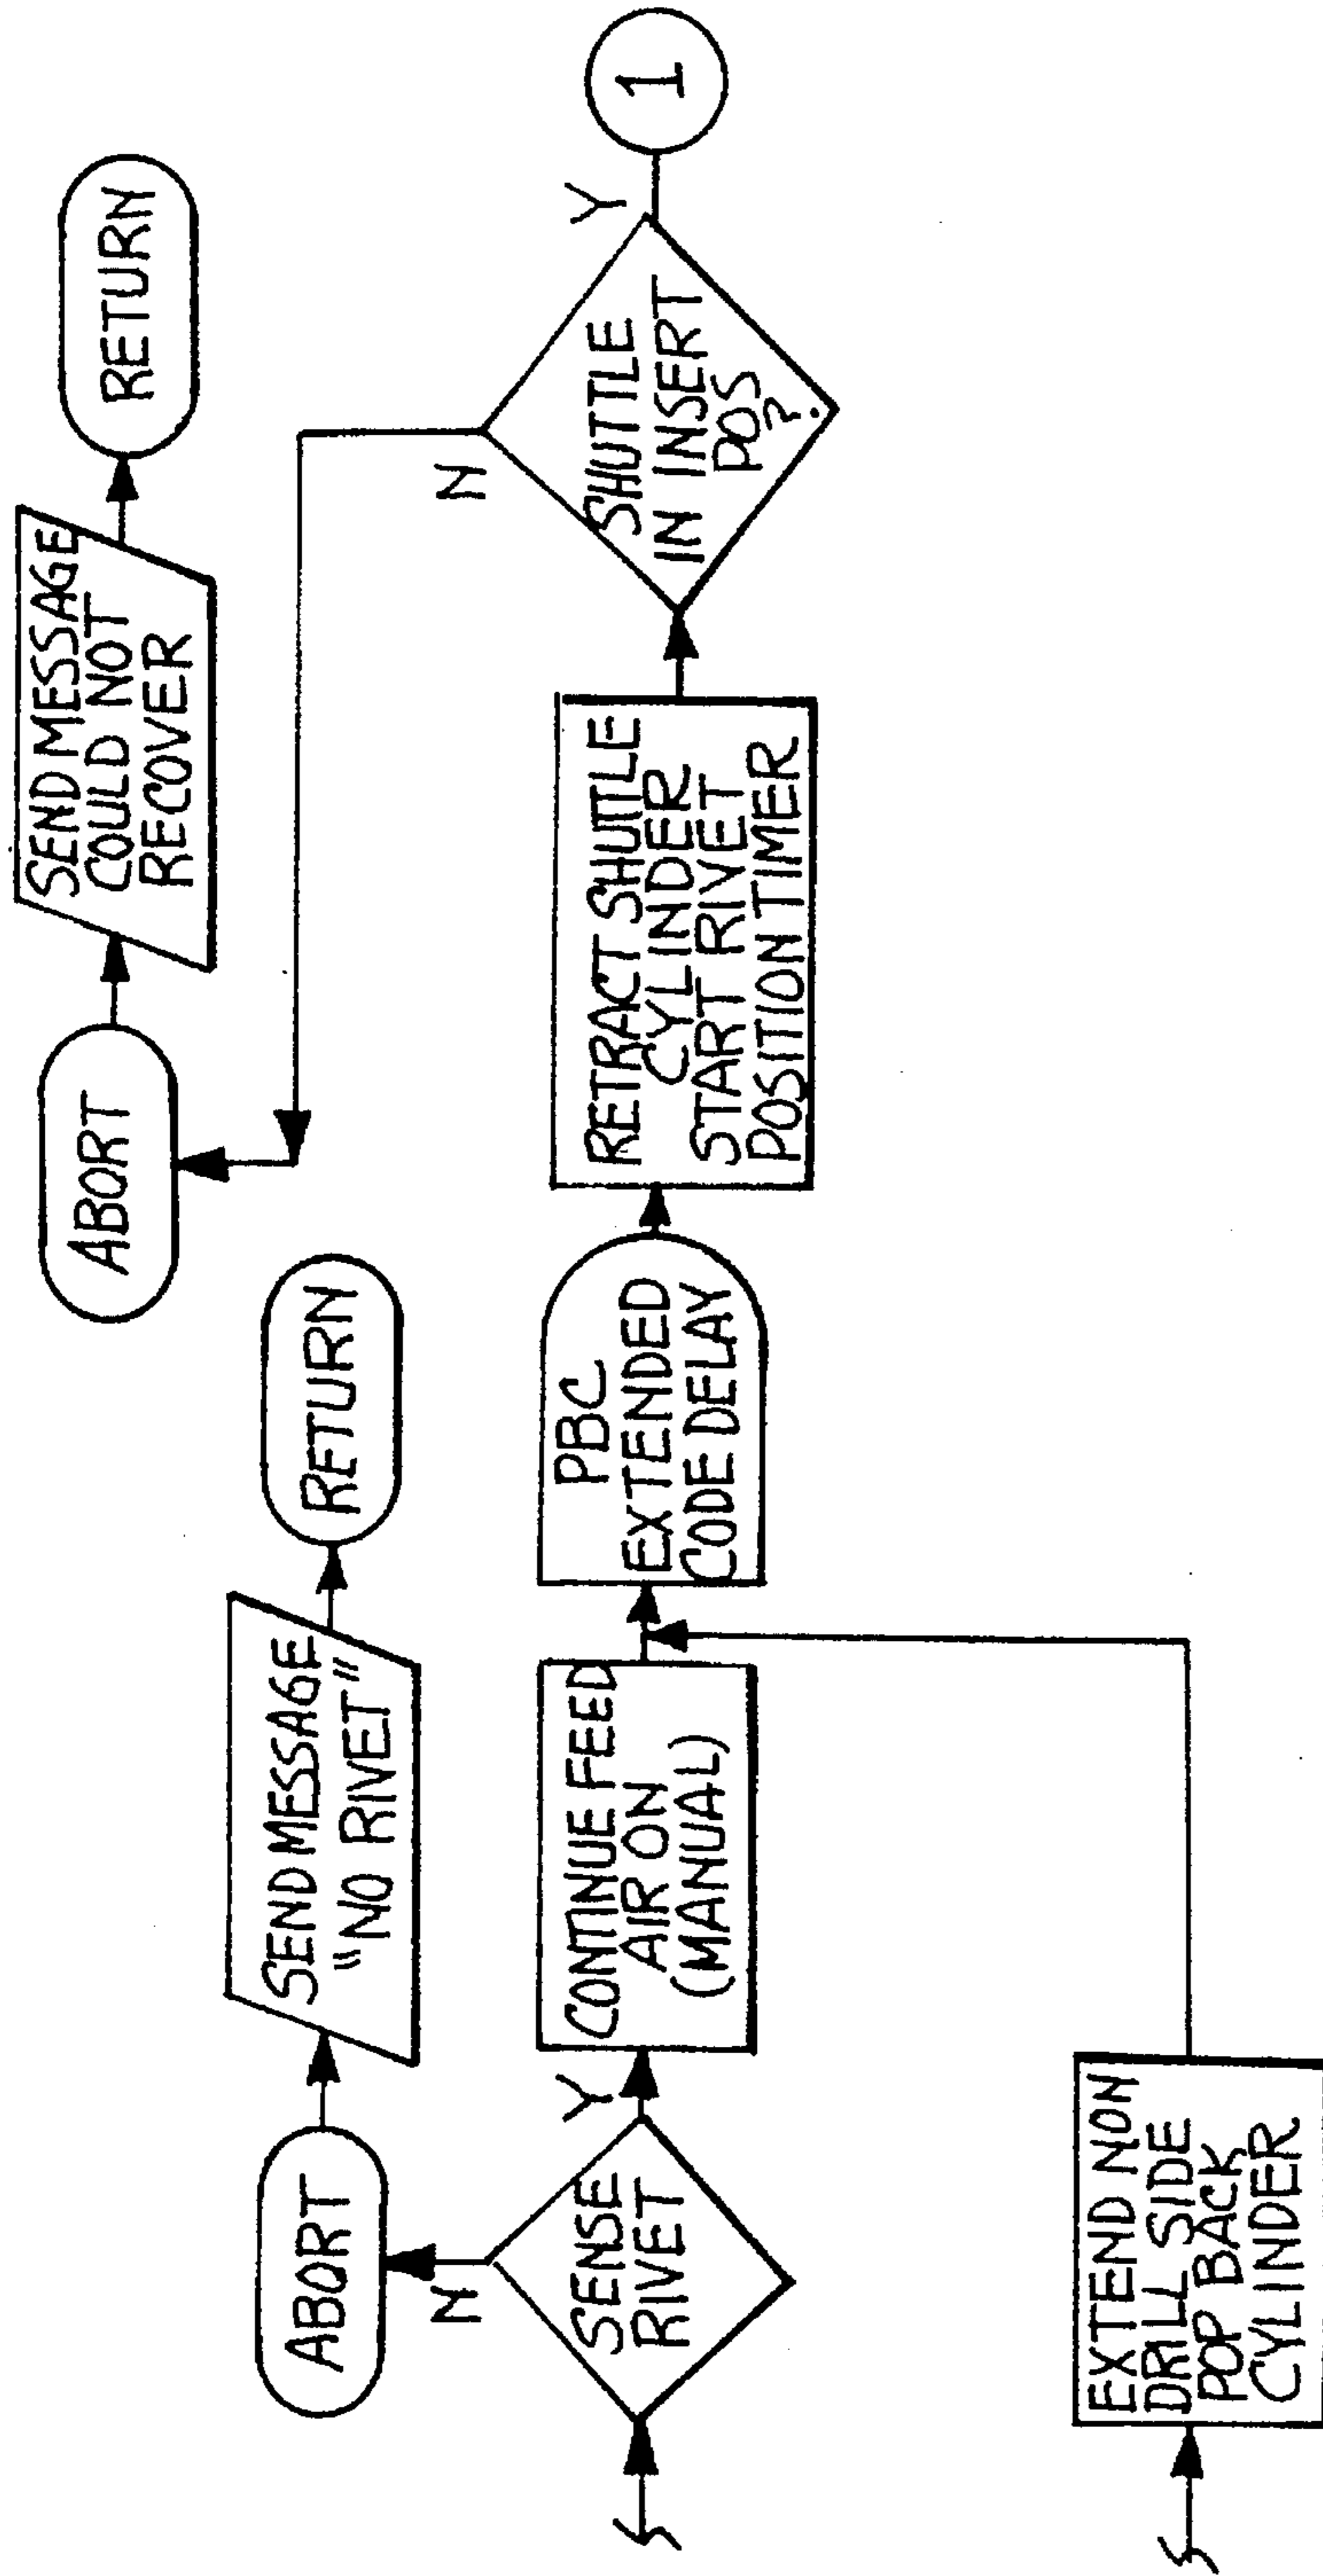 SENSE
RIVET
N
ABORT
SEND MESSAGE
"NO RIVET"
RETURN
Y
CONTINUE FEED
AIR ON
(MANUAL)
EXTEND NON
DRILL SIDE
POP BACK
CYLINDER
PBC
EXTENDED
CODE DELAY
RETRACT SHUTTLE
CYLINDER
START RIVET
POSITION TIMER
SHUTTLE
IN INSERT
POS
?
N
ABORT
SEND MESSAGE
COULD NOT
RECOVER
RETURN
Y
1